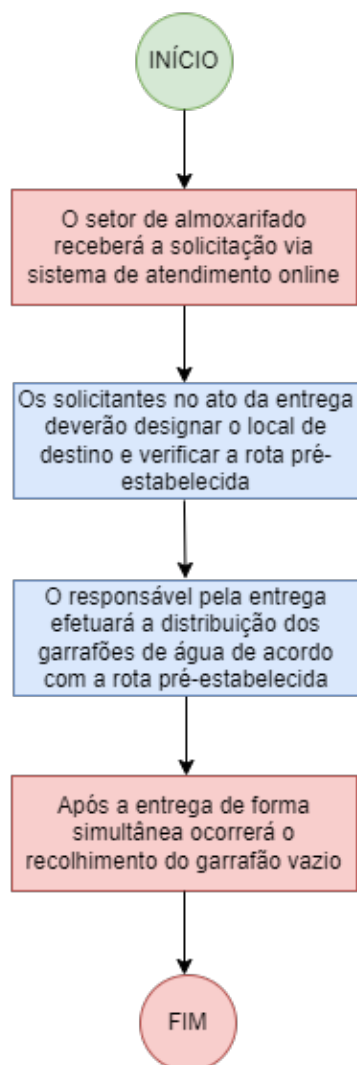 INÍCIO
O setor de almoxarifado
receberá a solicitação via
sistema de atendimento online
Os solicitantes no ato da entrega
deverão designar o local de
destino e verificar a rota pré-
estabelecida
O responsável pela entrega
efetuará a distribuição dos
garrafões de água de acordo
com a rota pré-estabelecida
Após a entrega de forma
simultânea ocorrerá o
recolhimento do garrafão vazio
FIM